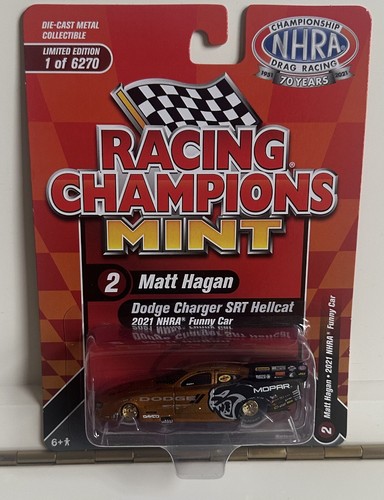 DIE-CAST METAL
COLLECTIBLE
LIMITED EDITION
1 of 6270
CHAMPIONSHIP
NHRA
DRAG RACING
1951 2021
70 YEARS
RACING
CHAMPIONS®
MINT
2 Matt Hagan
Dodge Charger SRT Hellcat
2021 NHRA® Funny Car
DODGE
MOPAR
2 Matt Hagan • 2021 NHRA® Funny Car
6+